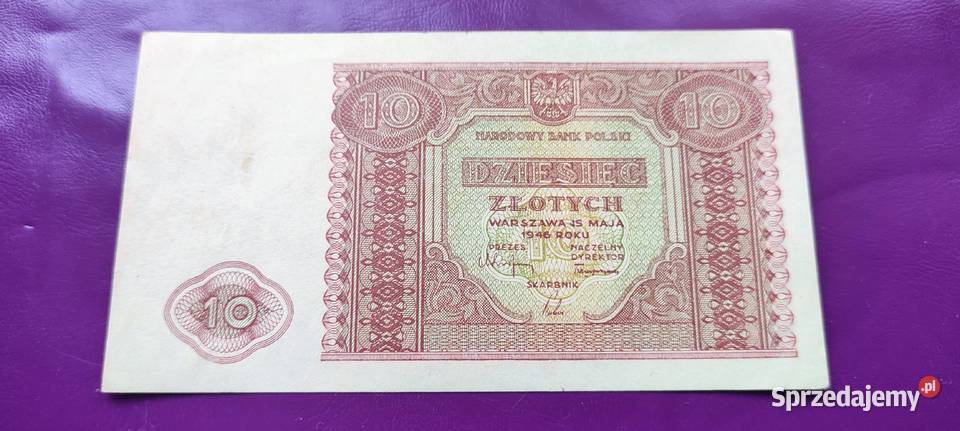 10 10
NARODOWY BANK POLSKI
DZIESIĘĆ
ZŁOTYCH
WARSZAWA 15 MAJA
1946 ROKU
PREZES NACZELNY
DYREKTOR
SKARBNIK
10
10
Sprzedajemy.pl